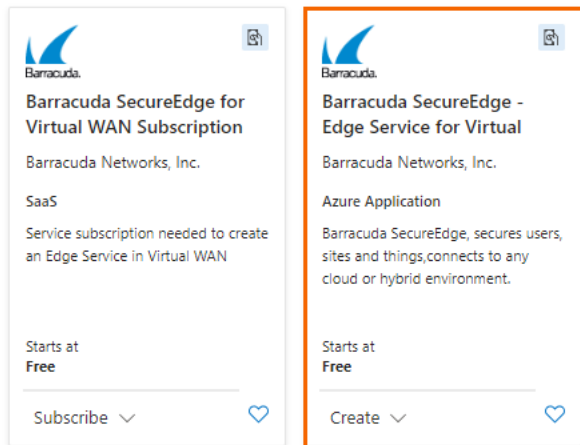 Barracuda.
Barracuda SecureEdge for
Virtual WAN Subscription
Barracuda Networks, Inc.
SaaS
Service subscription needed to create
an Edge Service in Virtual WAN
Starts at
Free
Subscribe
Barracuda.
Barracuda SecureEdge -
Edge Service for Virtual
Barracuda Networks, Inc.
Azure Application
Barracuda SecureEdge, secures users,
sites and things,connects to any
cloud or hybrid environment.
Starts at
Free
Create